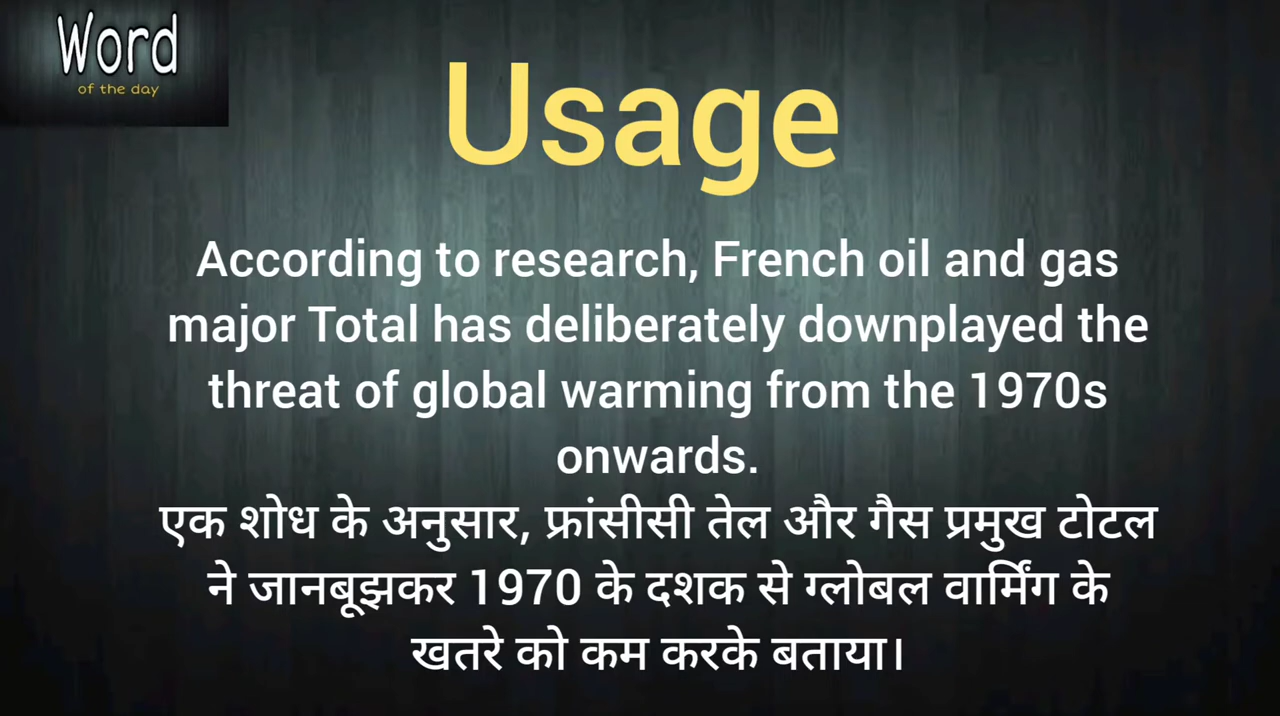 Word
of the day
Usage
According to research, French oil and gas
major Total has deliberately downplayed the
threat of global warming from the 1970s
onwards.
एक शोध के अनुसार, फ्रांसीसी तेल और गैस प्रमुख टोटल
ने जानबूझकर 1970 के दशक से ग्लोबल वार्मिंग के
खतरे को कम करके बताया।